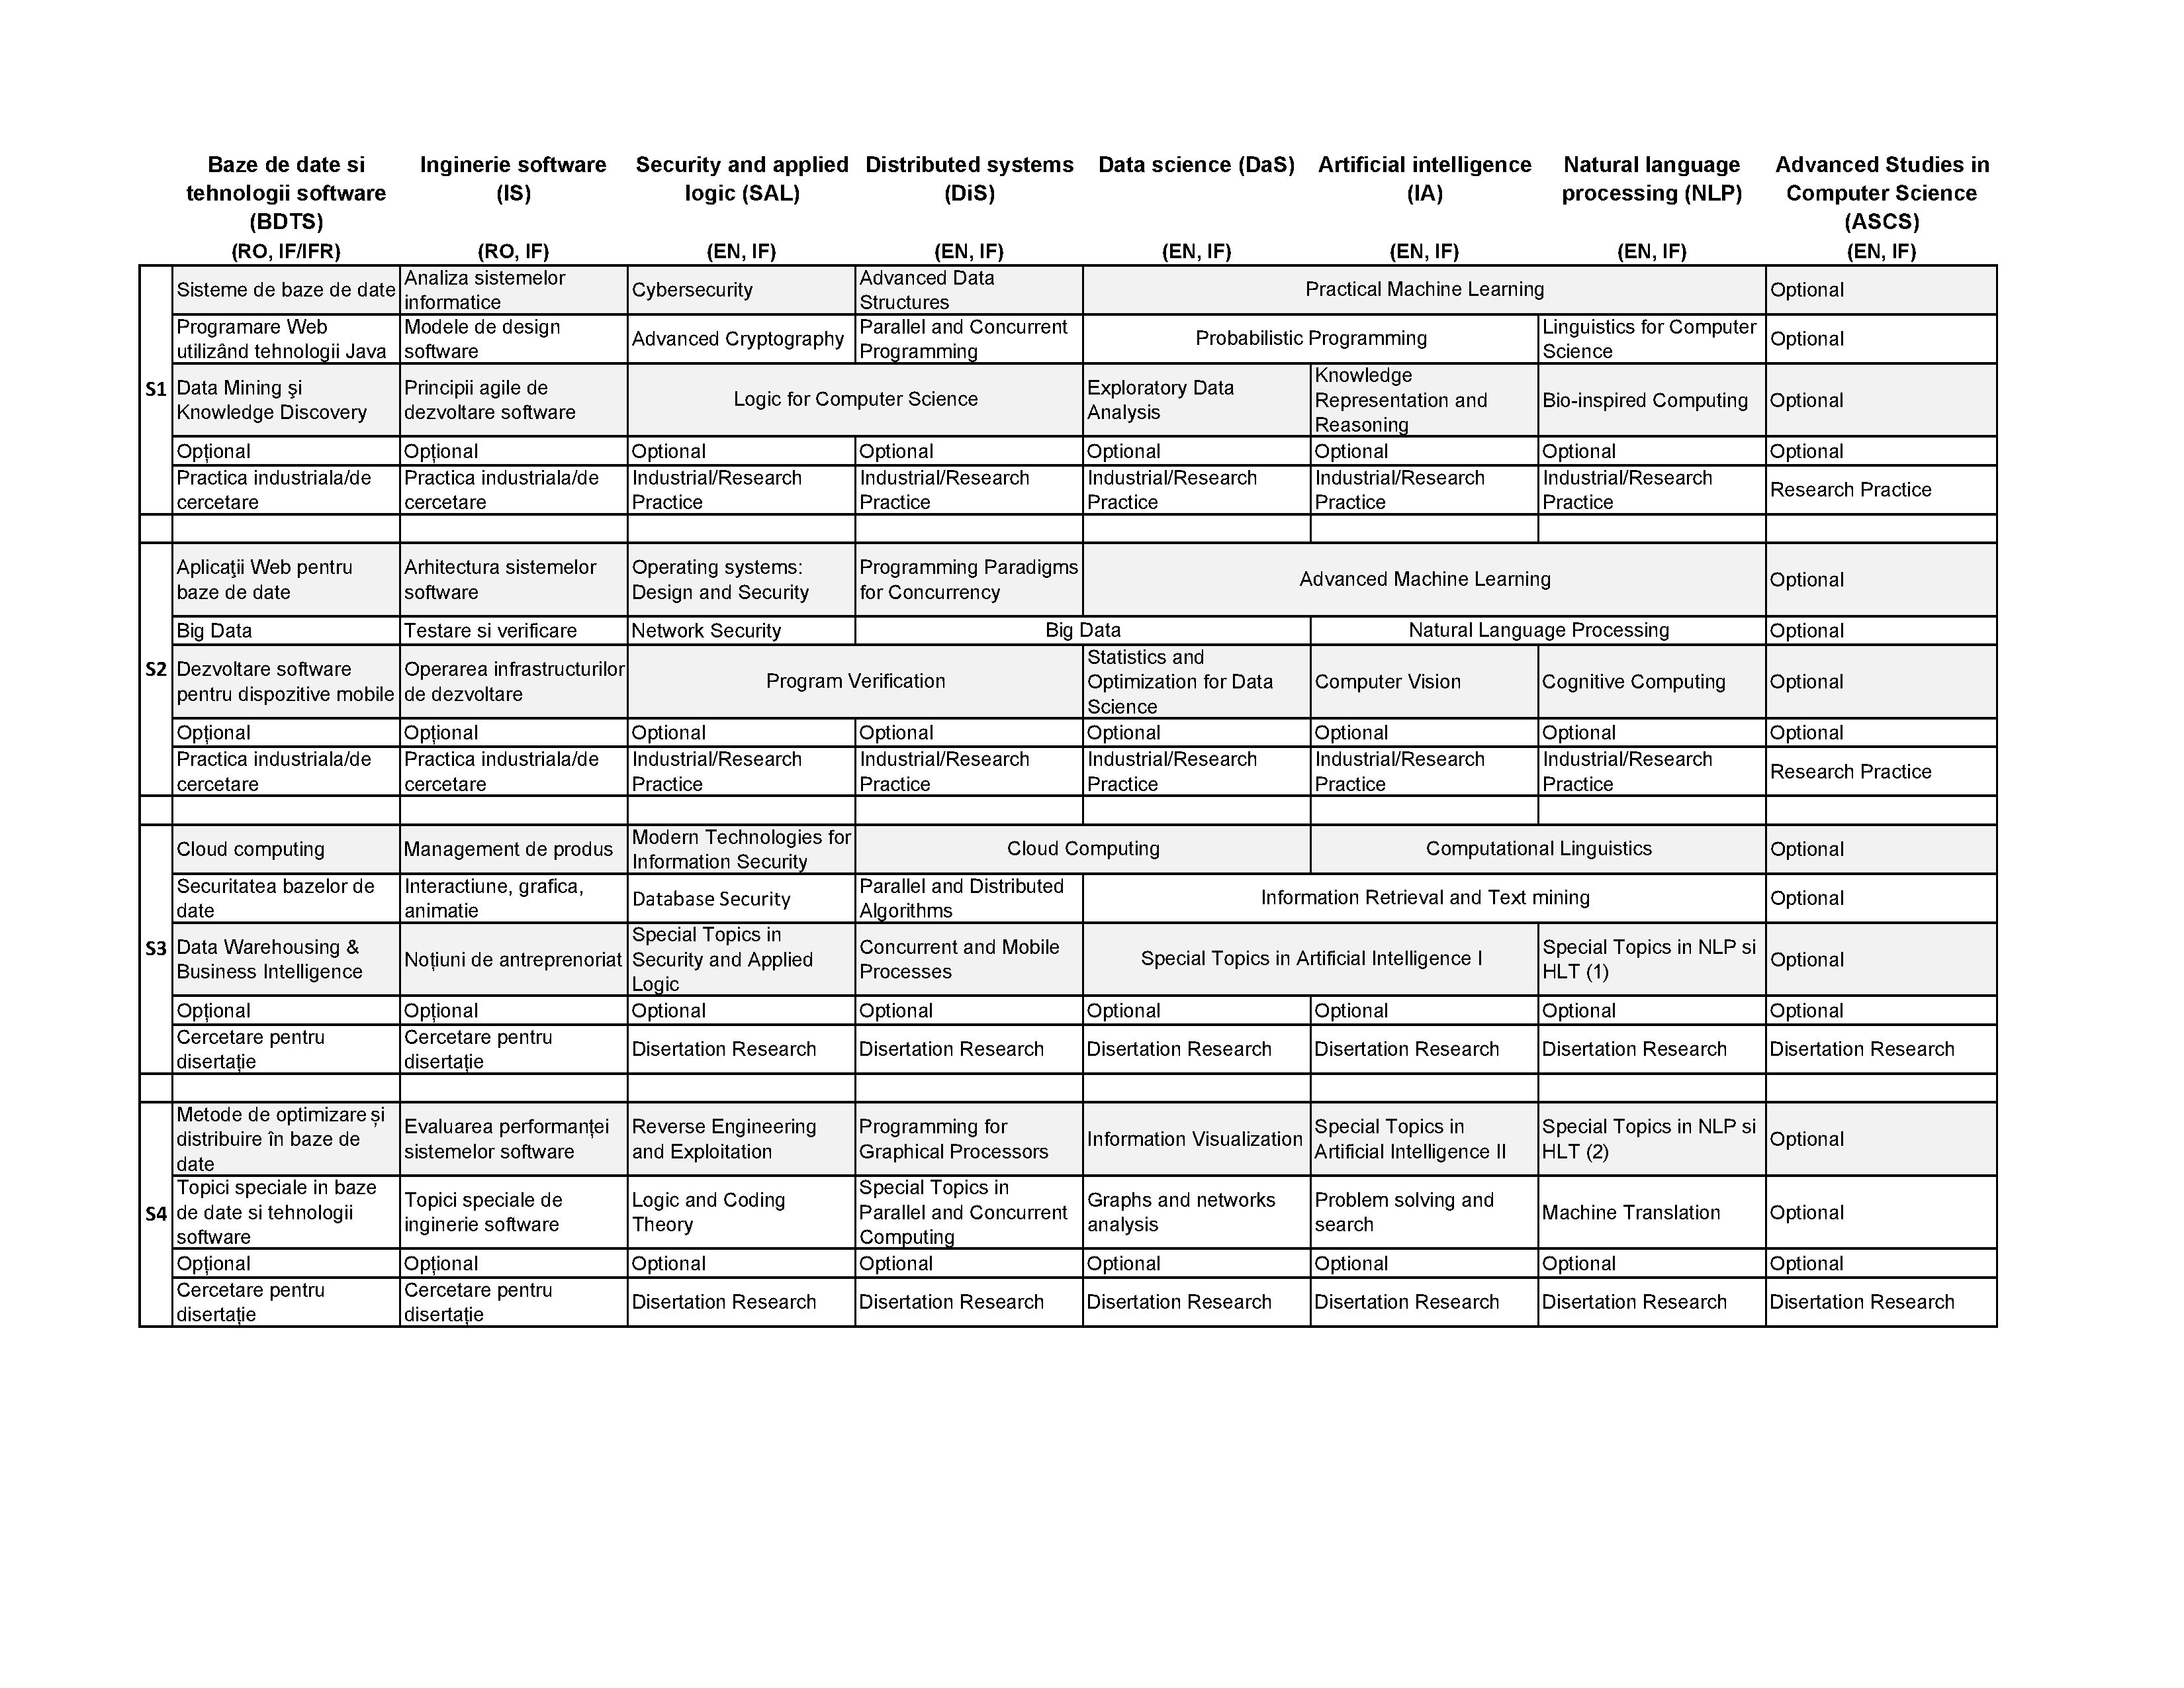 Baze de date si
tehnologii software
(BDTS)
(RO, IF/IFR)
Inginerie software
(IS)
(RO, IF)
Security and applied
logic (SAL)
(EN, IF)
Distributed systems
(DiS)
(EN, IF)
Data science (DaS)
(EN, IF)
Artificial intelligence
(IA)
(EN, IF)
Natural language
processing (NLP)
(EN, IF)
Advanced Studies in
Computer Science
(ASCS)
(EN, IF)
S1
Sisteme de baze de date
Analiza sistemelor
informatice
Cybersecurity
Advanced Data
Structures
Practical Machine Learning
Optional
Programare Web
utilizând tehnologii Java
Modele de design
software
Advanced Cryptography
Parallel and Concurrent
Programming
Probabilistic Programming
Linguistics for Computer
Science
Optional
Data Mining şi
Knowledge Discovery
Principii agile de
dezvoltare software
Logic for Computer Science
Exploratory Data
Analysis
Knowledge
Representation and
Reasoning
Bio-inspired Computing
Optional
Opțional
Opțional
Optional
Optional
Optional
Optional
Optional
Optional
Practica industriala/de
cercetare
Practica industriala/de
cercetare
Industrial/Research
Practice
Industrial/Research
Practice
Industrial/Research
Practice
Industrial/Research
Practice
Industrial/Research
Practice
Research Practice
S2
Aplicaţii Web pentru
baze de date
Arhitectura sistemelor
software
Operating systems:
Design and Security
Programming Paradigms
for Concurrency
Advanced Machine Learning
Optional
Big Data
Testare si verificare
Network Security
Big Data
Natural Language Processing
Optional
Dezvoltare software
pentru dispozitive mobile
Operarea infrastructurilor
de dezvoltare
Program Verification
Statistics and
Optimization for Data
Science
Computer Vision
Cognitive Computing
Optional
Opțional
Opțional
Optional
Optional
Optional
Optional
Optional
Optional
Practica industriala/de
cercetare
Practica industriala/de
cercetare
Industrial/Research
Practice
Industrial/Research
Practice
Industrial/Research
Practice
Industrial/Research
Practice
Industrial/Research
Practice
Research Practice
S3
Cloud computing
Management de produs
Modern Technologies for
Information Security
Cloud Computing
Computational Linguistics
Optional
Securitatea bazelor de
date
Interactiune, grafica,
animatie
Database Security
Parallel and Distributed
Algorithms
Information Retrieval and Text mining
Optional
Data Warehousing &
Business Intelligence
Noțiuni de antreprenoriat
Special Topics in
Security and Applied
Logic
Concurrent and Mobile
Processes
Special Topics in Artificial Intelligence I
Special Topics in NLP si
HLT (1)
Optional
Opțional
Opțional
Optional
Optional
Optional
Optional
Optional
Optional
Cercetare pentru
disertație
Cercetare pentru
disertație
Disertation Research
Disertation Research
Disertation Research
Disertation Research
Disertation Research
Disertation Research
S4
Metode de optimizare și
distribuire în baze de
date
Evaluarea performanței
sistemelor software
Reverse Engineering
and Exploitation
Programming for
Graphical Processors
Information Visualization
Special Topics in
Artificial Intelligence II
Special Topics in NLP si
HLT (2)
Optional
Topici speciale in baze
de date si tehnologii
software
Topici speciale de
inginerie software
Logic and Coding
Theory
Special Topics in
Parallel and Concurrent
Computing
Graphs and networks
analysis
Problem solving and
search
Machine Translation
Optional
Opțional
Opțional
Optional
Optional
Optional
Optional
Optional
Optional
Cercetare pentru
disertație
Cercetare pentru
disertație
Disertation Research
Disertation Research
Disertation Research
Disertation Research
Disertation Research
Disertation Research